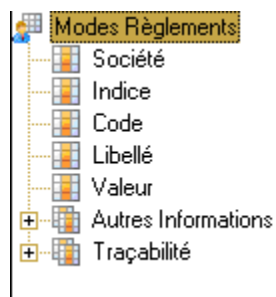 Modes Règlements
Société
Indice
Code
Libellé
Valeur
Autres Informations
Traçabilité